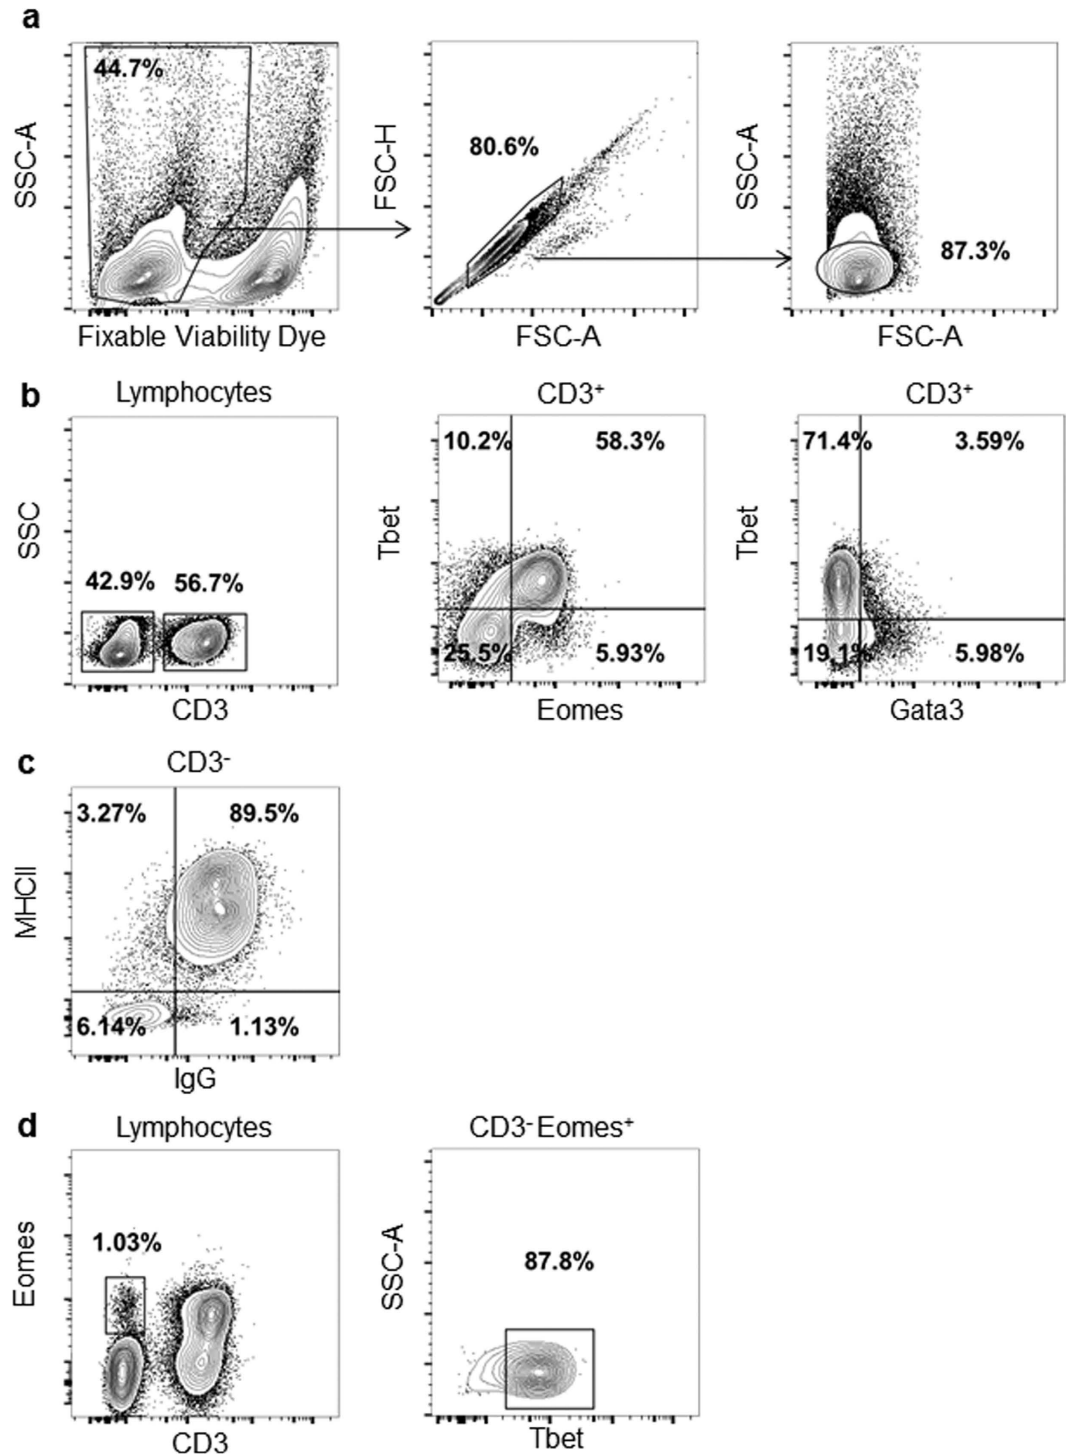 a
44.7%
SSC-A
Fixable Viability Dye
80.6%
FSC-H
FSC-A
SSC-A
87.3%
FSC-A
b
Lymphocytes
SSC
42.9% 56.7%
CD3
CD3⁺
Tbet
10.2% 58.3%
25.5% 5.93%
Eomes
CD3⁺
Tbet
71.4% 3.59%
19.1% 5.98%
Gata3
c
CD3⁻
MHCII
3.27% 89.5%
6.14% 1.13%
IgG
d
Lymphocytes
Eomes
1.03%
CD3
CD3⁻Eomes⁺
SSC-A
87.8%
Tbet